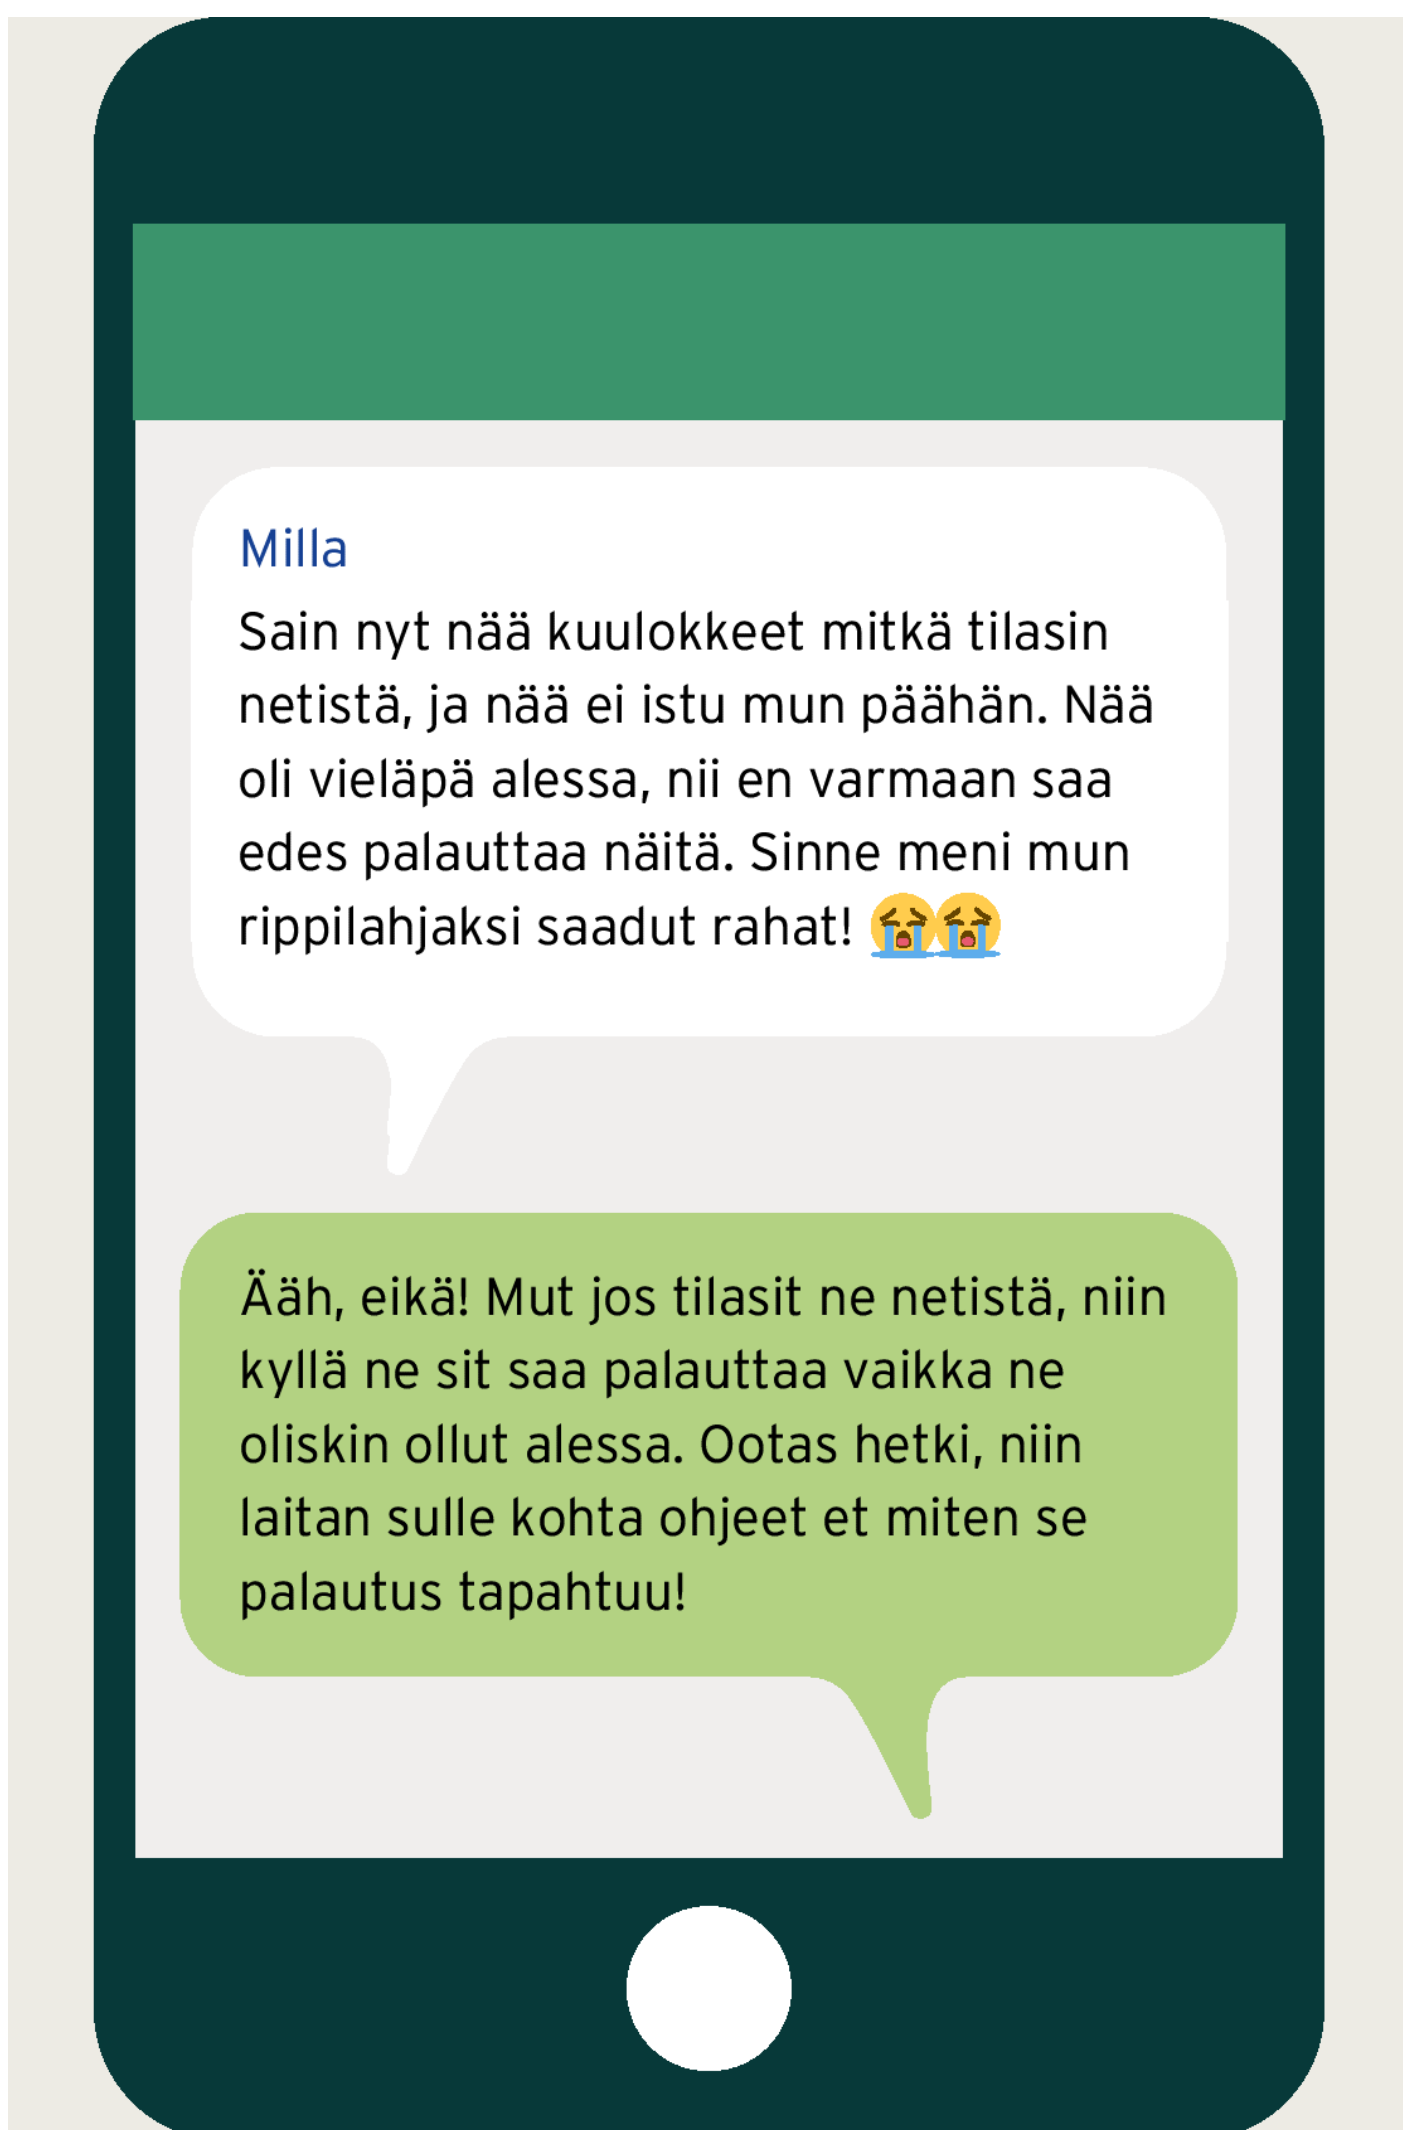 Milla
Sain nyt nää kuulokkeet mitkä tilasin
netistä, ja nää ei istu mun päähän. Nää
oli vieläpä alessa, nii en varmaan saa
edes palauttaa näitä. Sinne meni mun
rippilahjaksi saadut rahat! 😭😭
Ääh, eikä! Mut jos tilasit ne netistä, niin
kyllä ne sit saa palauttaa vaikka ne
oliskin ollut alessa. Ootas hetki, niin
laitan sulle kohta ohjeet et miten se
palautus tapahtuu!